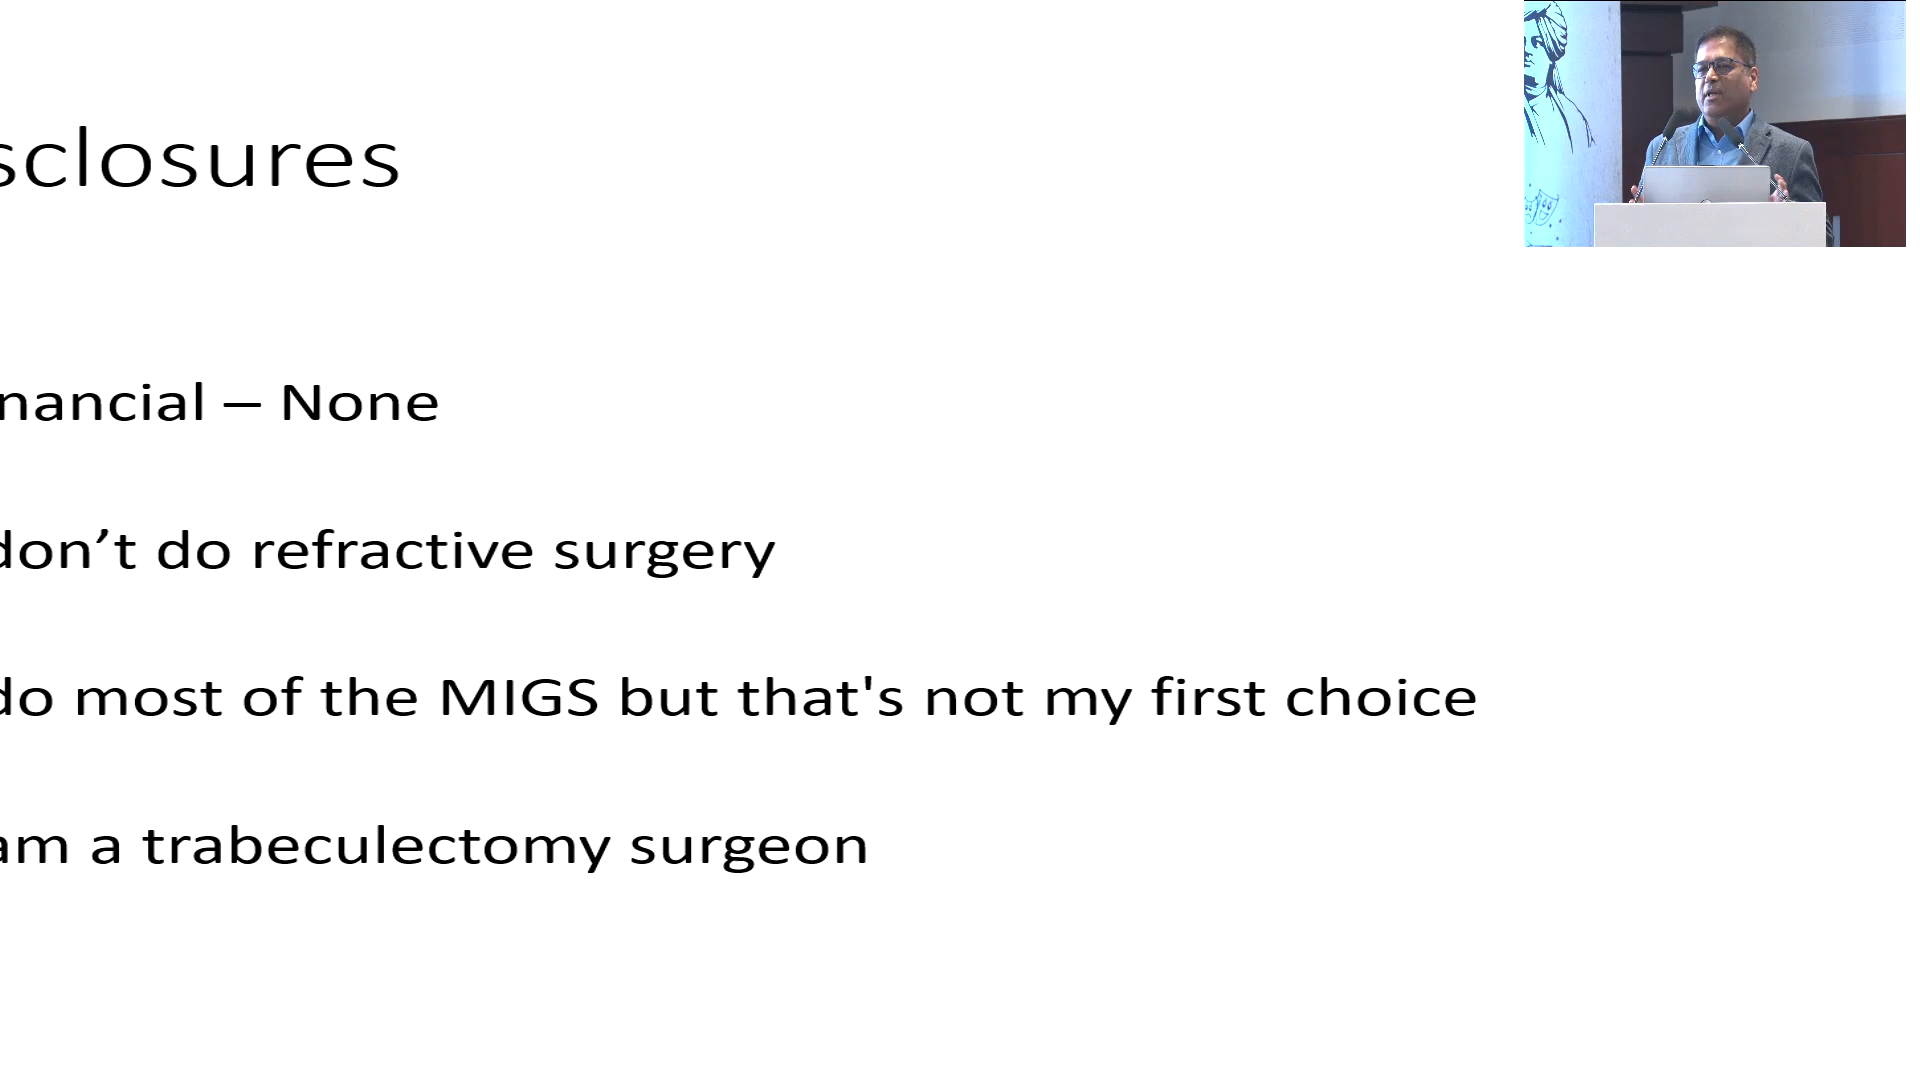 sclosures
nancial – None
don’t do refractive surgery
do most of the MIGS but that's not my first choice
am a trabeculectomy surgeon